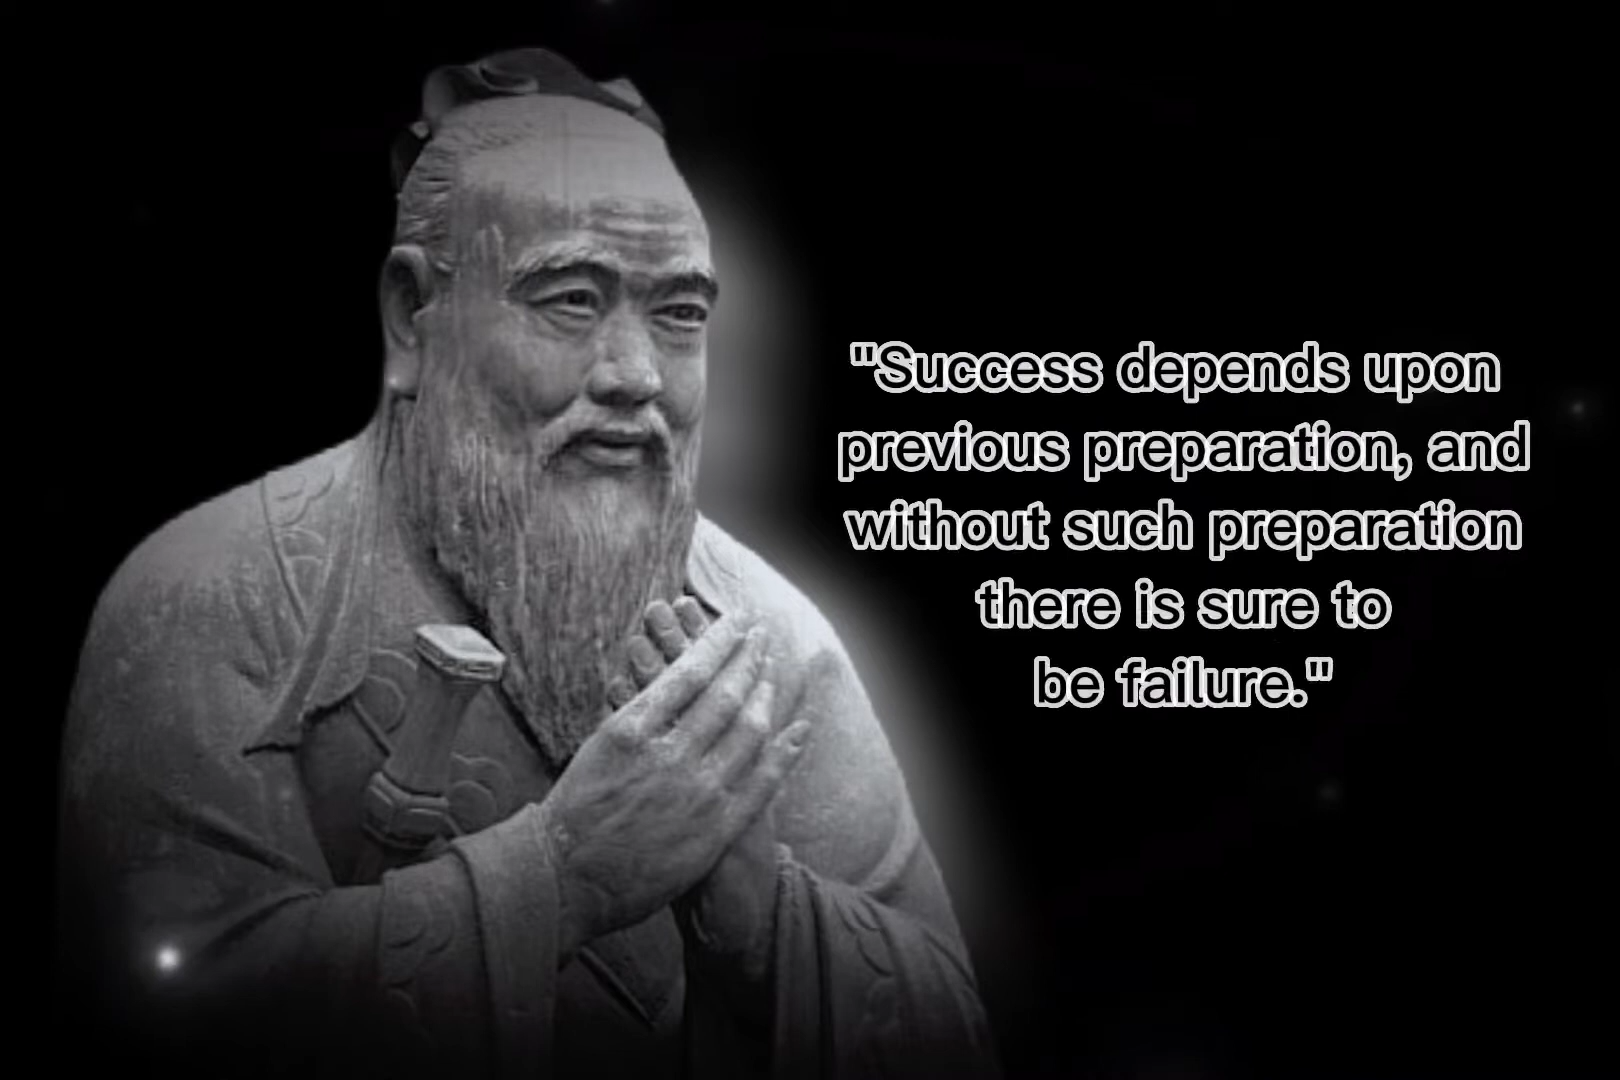 "Success depends upon
previous preparation, and
without such preparation
there is sure to
be failure."